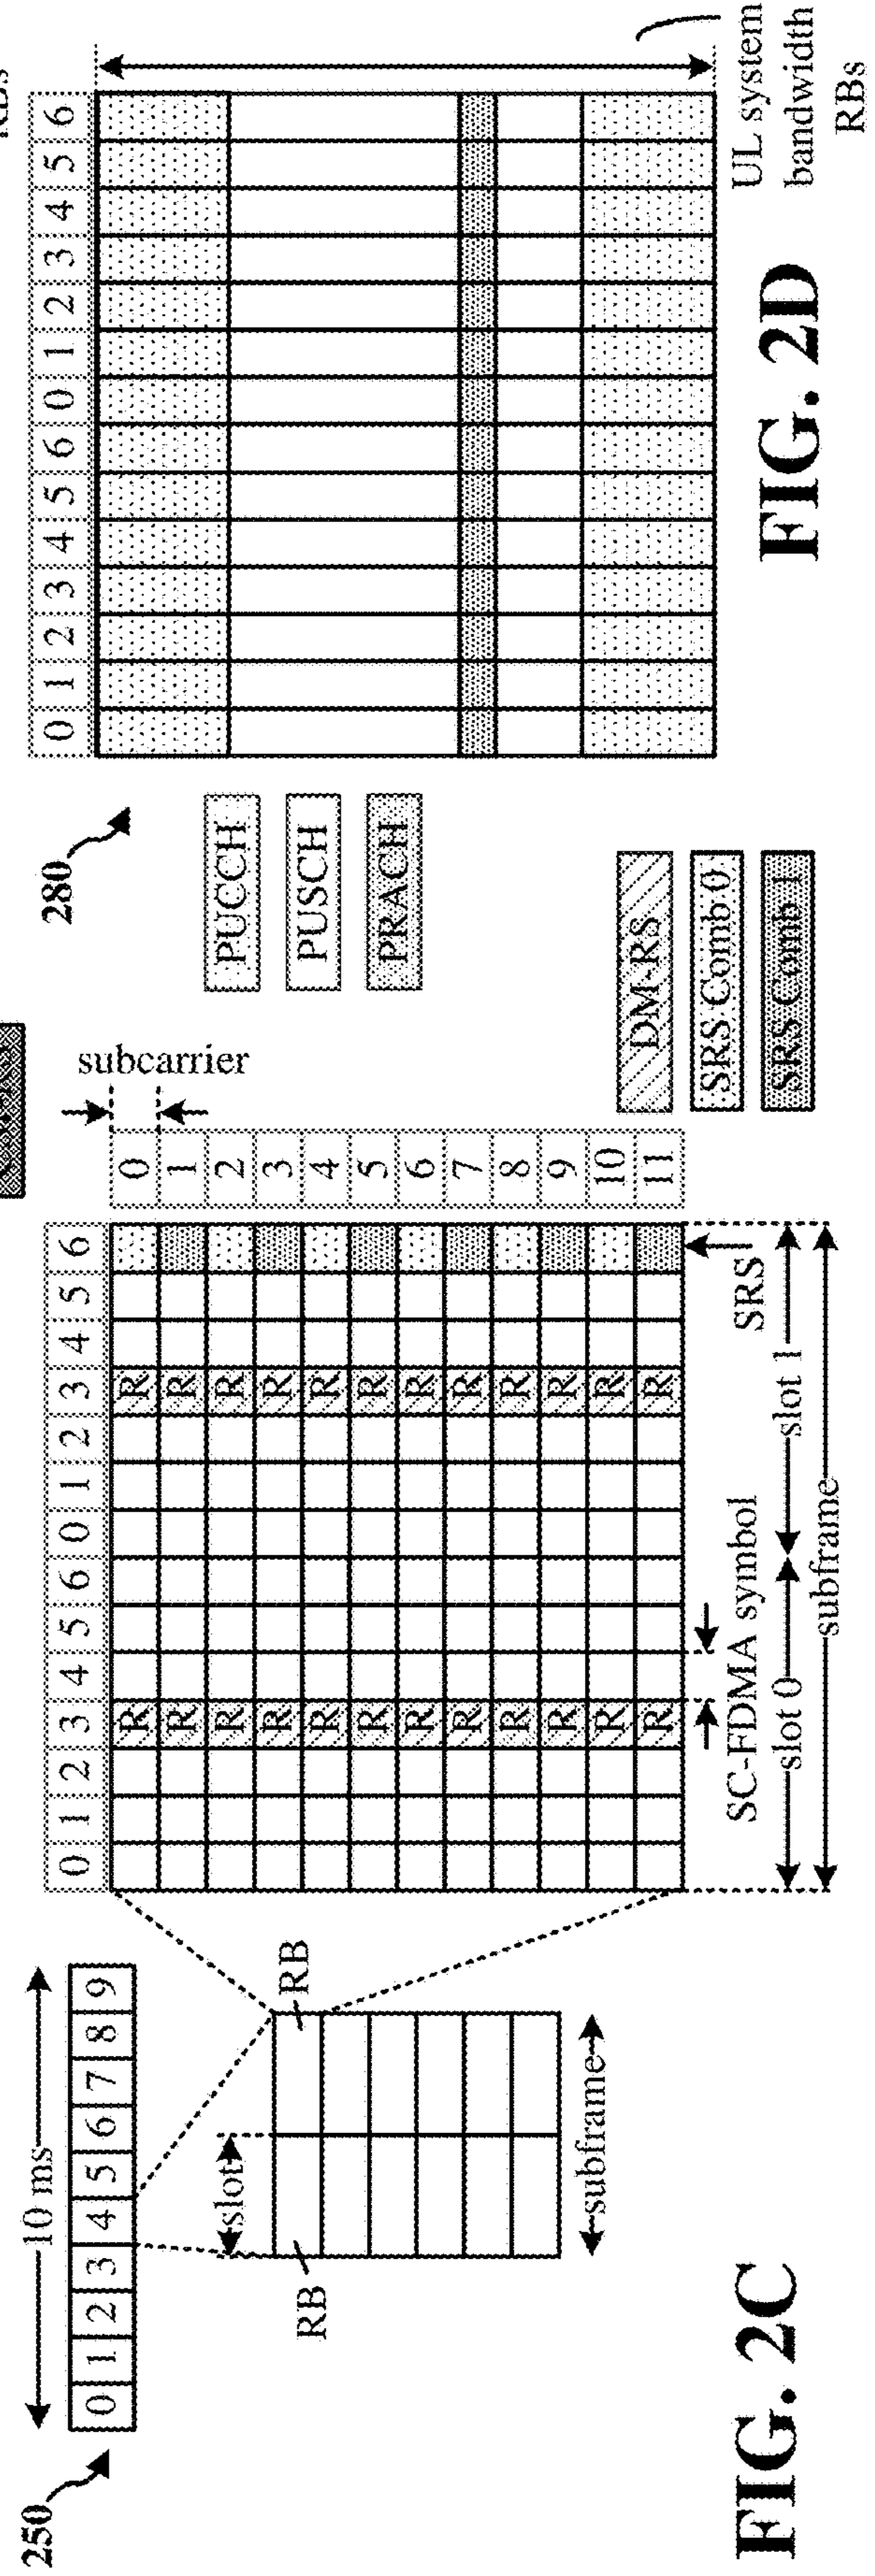 250
10 ms
0 1 2 3 4 5 6 7 8 9
slot
RB
RB
subframe
FIG. 2C
0 1 2 3 4 5 6 0 1 2 3 4 5 6
subcarrier
0
1
2
3
4
5
6
7
8
9
10
11
R R
R R
R R
R R
R R
R R
R R
R R
R R
R R
R R
R R
SC-FDMA symbol
SRS
slot 0
slot 1
subframe
DM-RS
SRS Comb 0
SRS Comb 1
280
PUCCH
PUSCH
PRACH
0 1 2 3 4 5 6 0 1 2 3 4 5 6
UL system
bandwidth
RBs
FIG. 2D